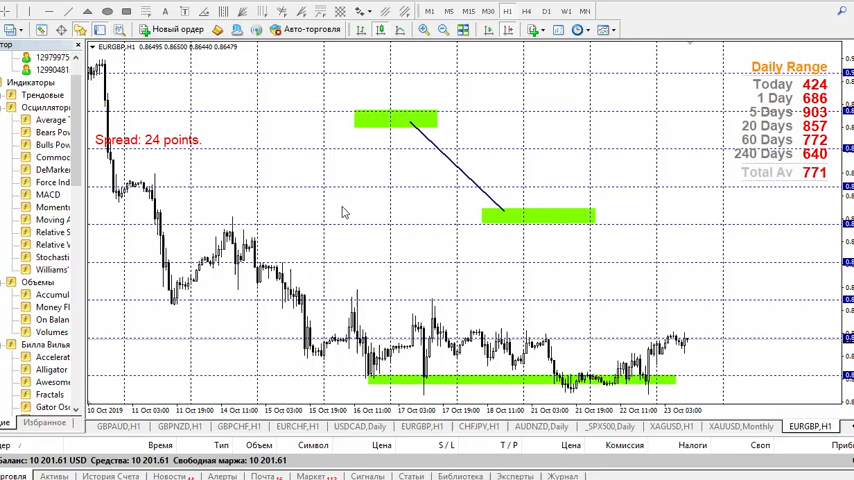 M1 M5 M15 M30 H1 H4 D1 W1 MN
Новый ордер Авто-торговля
EURGBP,H1 0.86495 0.86500 0.86440 0.86479
12979975
12990481
Индикаторы
Трендовые
Осциллятор
Average T
Bears Pow
Bulls Pow
Commod
DeMarker
Force Ind
MACD
Momentu
Moving A
Relative S
Relative V
Stochasti
Williams'
Объемы
Accumul
Money Fl
On Balan
Volumes
Билла Вилья
Accelerat
Alligator
Awesome
Fractals
Gator Osc
Избранное
Spread: 24 points.
Daily Range
Today 424
1 Day 686
5 Days 903
20 Days 857
60 Days 772
240 Days 640
Total Av 771
10 Oct 2019 11 Oct 03:00 11 Oct 19:00 14 Oct 11:00 15 Oct 03:00 15 Oct 19:00 16 Oct 11:00 17 Oct 03:00 17 Oct 19:00 18 Oct 11:00 21 Oct 03:00 21 Oct 19:00 22 Oct 11:00 23 Oct 03:00
GBPAUD,H1 GBPNZD,H1 GBPCHF,H1 EURCHF,H1 USDCAD,Daily EURGBP,H1 CHFJPY,H1 AUDNZD,Daily _SPX500,Daily XAGUSD,H1 XAUUSD,Monthly EURGBP,H1
Время Тип Объем Символ Цена S / L T / P Цена Комиссия Налоги Своп
Баланс: 10 201.61 USD Средства: 10 201.61 Свободная маржа: 10 201.61
Активы История Счета Новости Алерты Почта Маркет Сигналы Статьи Библиотека Эксперты Журнал